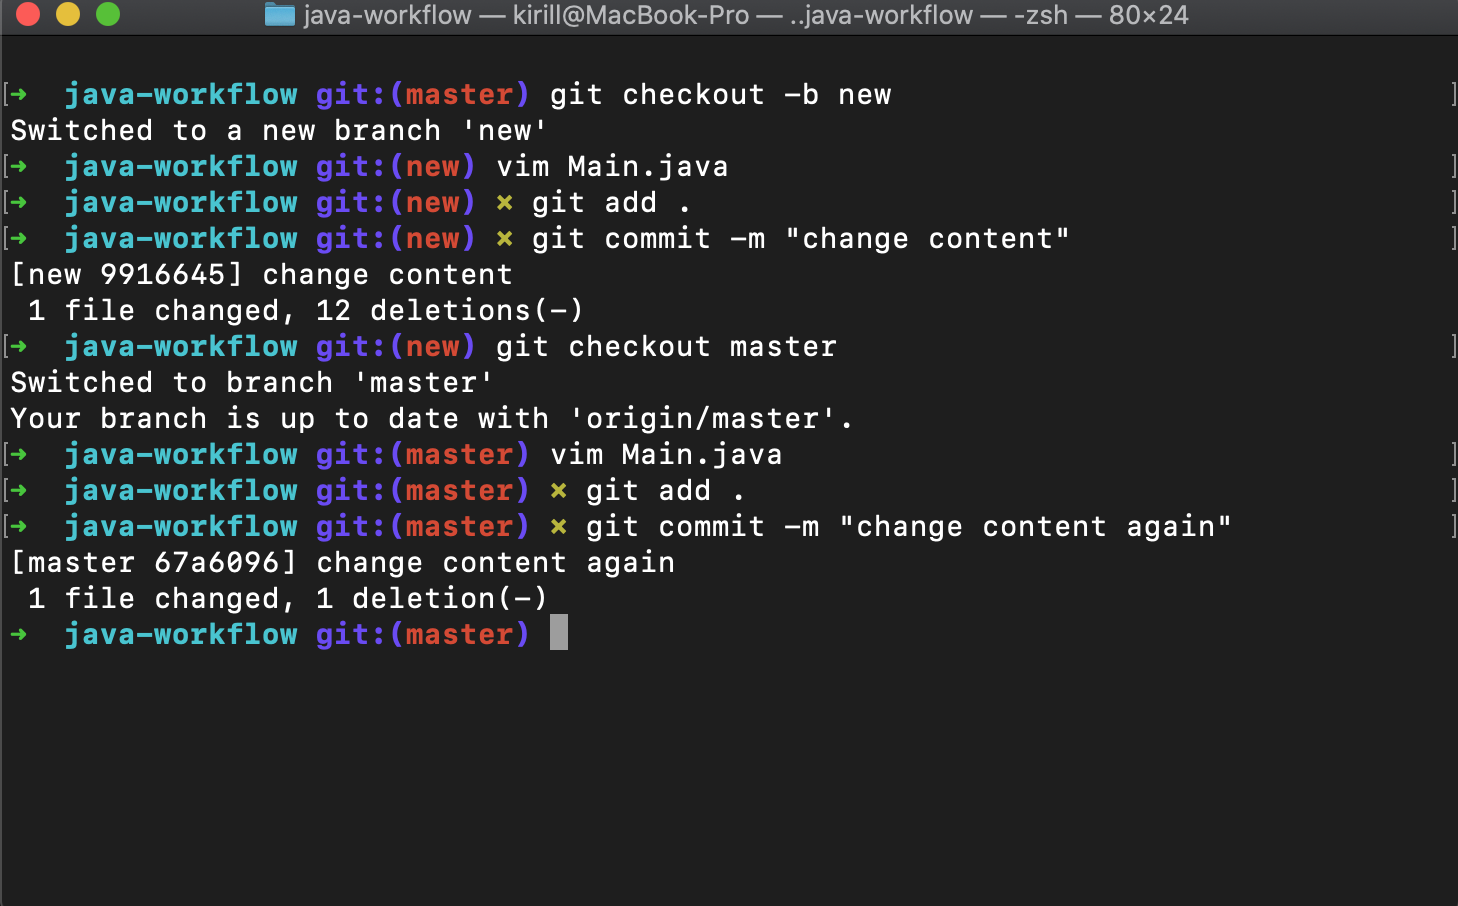 java-workflow — kirill@MacBook-Pro — ..java-workflow — -zsh — 80×24
[➜  java-workflow git:(master) git checkout -b new ]
Switched to a new branch 'new'
[➜  java-workflow git:(new) vim Main.java ]
[➜  java-workflow git:(new) ✗ git add . ]
[➜  java-workflow git:(new) ✗ git commit -m "change content" ]
[new 9916645] change content
 1 file changed, 12 deletions(-)
[➜  java-workflow git:(new) git checkout master ]
Switched to branch 'master'
Your branch is up to date with 'origin/master'.
[➜  java-workflow git:(master) vim Main.java ]
[➜  java-workflow git:(master) ✗ git add . ]
[➜  java-workflow git:(master) ✗ git commit -m "change content again" ]
[master 67a6096] change content again
 1 file changed, 1 deletion(-)
➜  java-workflow git:(master)